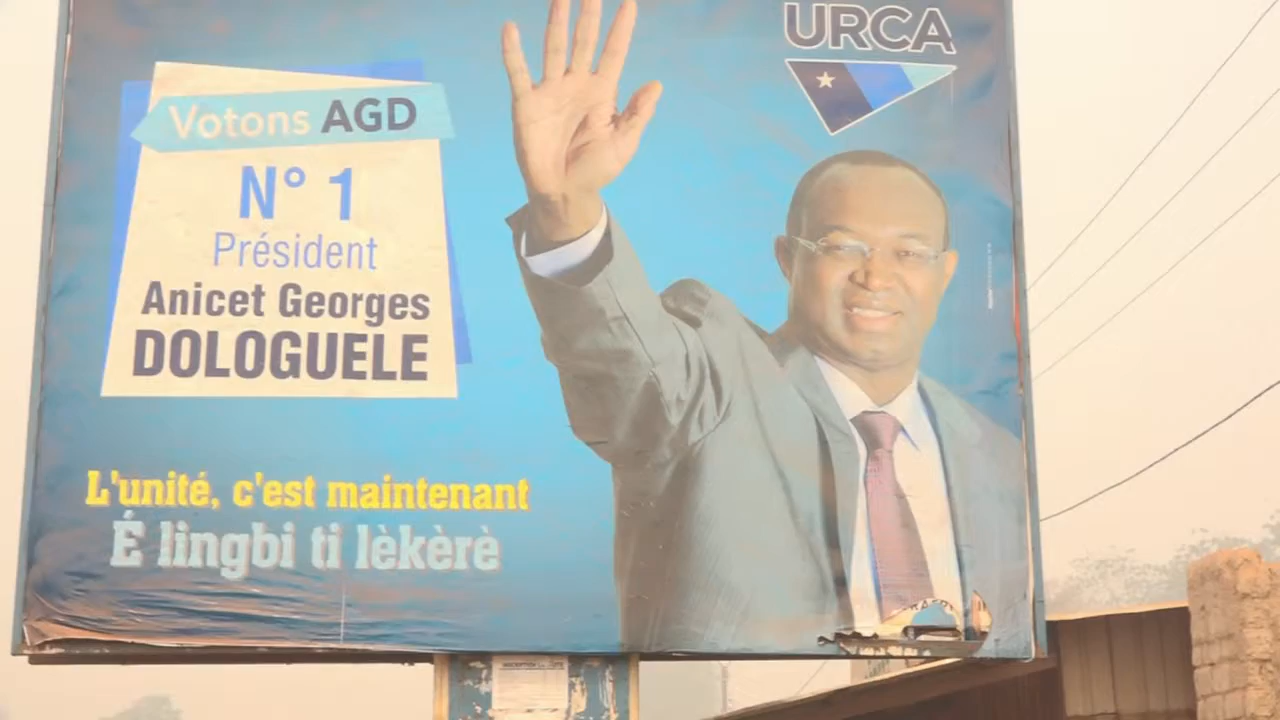 URCA
Votons AGD
N° 1
Président
Anicet Georges
DOLOGUELE
L'unité, c'est maintenant
É lingbi ti lèkèrè